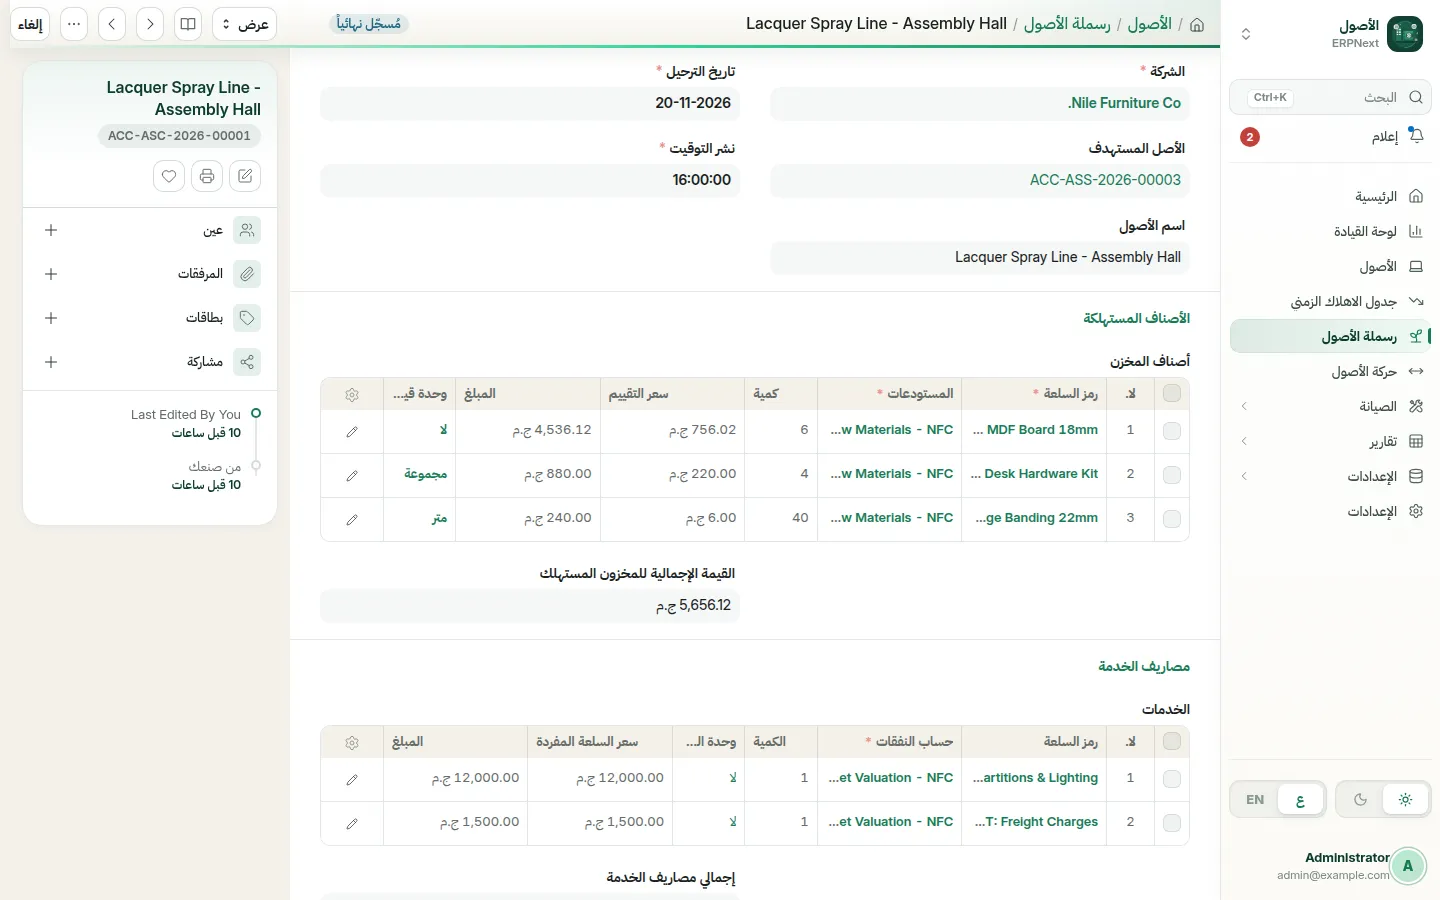 الأصول
ERPNext
البحث
Ctrl+K
إعلام
2
الرئيسية
لوحة القيادة
الأصول
جدول الاهلاك الزمني
رسملة الأصول
حركة الأصول
الصيانة
تقارير
الإعدادات
الإعدادات
EN
ع
Administrator
admin@example.com
A
الأصول / رسملة الأصول / Lacquer Spray Line - Assembly Hall
مُسجّل نهائياً
عرض
إلغاء
الشركة *
Nile Furniture Co.
تاريخ الترحيل *
20-11-2026
الأصل المستهدف
ACC-ASS-2026-00003
نشر التوقيت *
16:00:00
اسم الأصول
Lacquer Spray Line - Assembly Hall
الأصناف المستهلكة
أصناف المخزن
لا. رمز السلعة * المستودعات * كمية سعر التقييم المبلغ وحدة قيـ...
1 MDF Board 18mm ... ...w Materials - NFC 6 756.02 ج.م 4,536.12 ج.م لا
2 Desk Hardware Kit ... ...w Materials - NFC 4 220.00 ج.م 880.00 ج.م مجموعة
3 ...ge Banding 22mm ...w Materials - NFC 40 6.00 ج.م 240.00 ج.م متر
القيمة الإجمالية للمخزون المستهلك
5,656.12 ج.م
مصاريف الخدمة
الخدمات
لا. رمز السلعة حساب النفقات * الكمية وحدة الـ... سعر السلعة المفردة المبلغ
1 ...artitions & Lighting ...et Valuation - NFC 1 لا 12,000.00 ج.م 12,000.00 ج.م
2 ...T: Freight Charges ...et Valuation - NFC 1 لا 1,500.00 ج.م 1,500.00 ج.م
إجمالي مصاريف الخدمة
Lacquer Spray Line -
Assembly Hall
ACC-ASC-2026-00001
عين
المرفقات
بطاقات
مشاركة
Last Edited By You
10 قبل ساعات
من صنعك
10 قبل ساعات